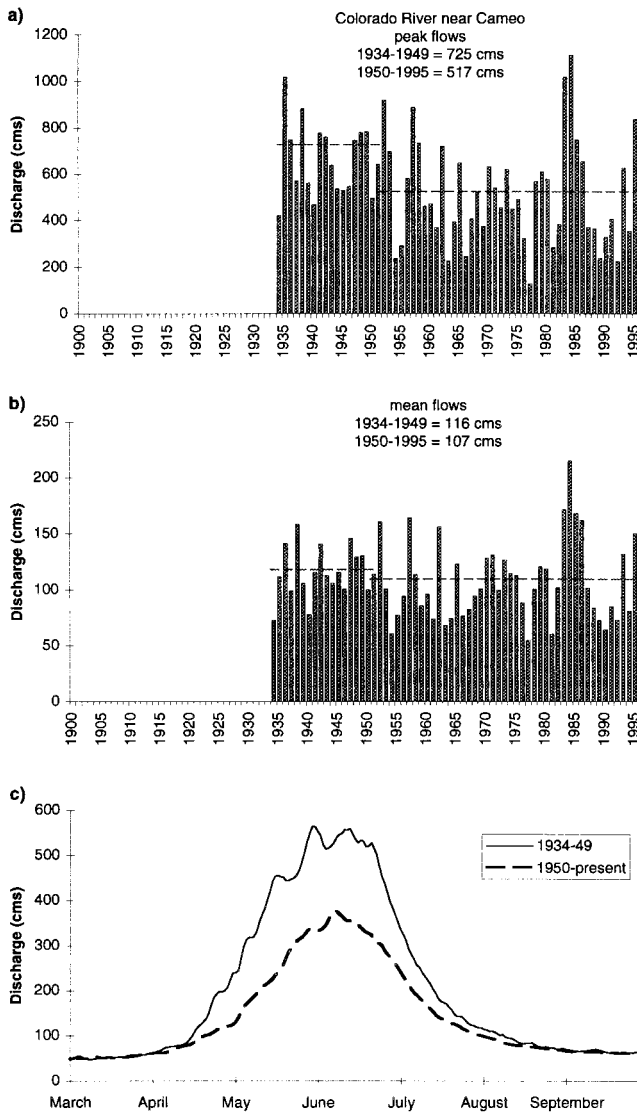 a)
Colorado River near Cameo
peak flows
1934-1949 = 725 cms
1950-1995 = 517 cms
1200
1000
800
600
400
200
0
Discharge (cms)
1900 1905 1910 1915 1920 1925 1930 1935 1940 1945 1950 1955 1960 1965 1970 1975 1980 1985 1990 1995
b)
mean flows
1934-1949 = 116 cms
1950-1995 = 107 cms
250
200
150
100
50
0
Discharge (cms)
1900 1905 1910 1915 1920 1925 1930 1935 1940 1945 1950 1955 1960 1965 1970 1975 1980 1985 1990 1995
c)
600
500
400
300
200
100
0
Discharge (cms)
1934-49
1950-present
March April May June July August September